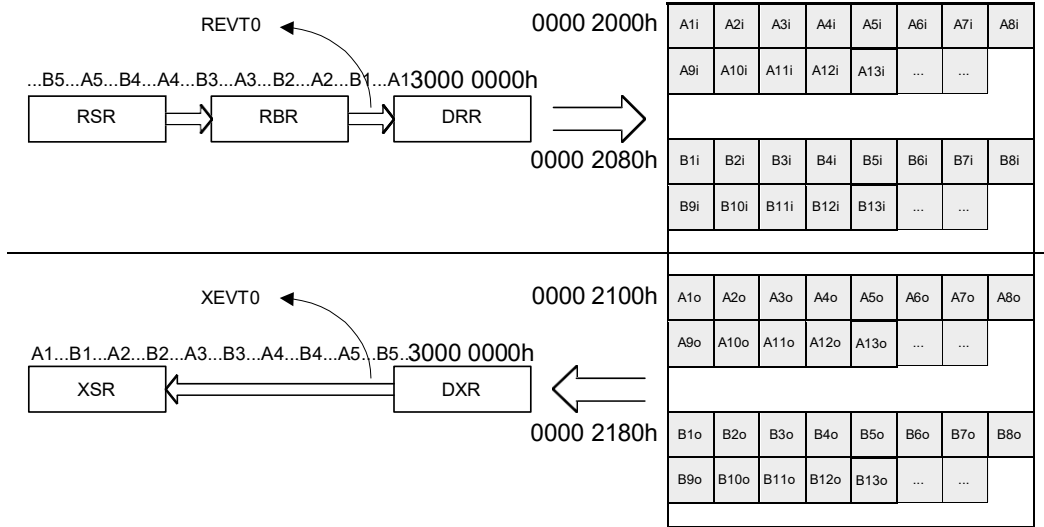 REVT0
0000 2000h
A1i A2i A3i A4i A5i A6i A7i A8i
...B5...A5...B4...A4...B3...A3...B2...A2...B1...A1
3000 0000h
A9i A10i A11i A12i A13i ... ...
RSR RBR DRR
0000 2080h
B1i B2i B3i B4i B5i B6i B7i B8i
B9i B10i B11i B12i B13i ... ...
XEVT0
0000 2100h
A1o A2o A3o A4o A5o A6o A7o A8o
A1...B1...A2...B2...A3...B3...A4...B4...A5...B5...
3000 0000h
A9o A10o A11o A12o A13o ... ...
XSR DXR
0000 2180h
B1o B2o B3o B4o B5o B6o B7o B8o
B9o B10o B11o B12o B13o ... ...